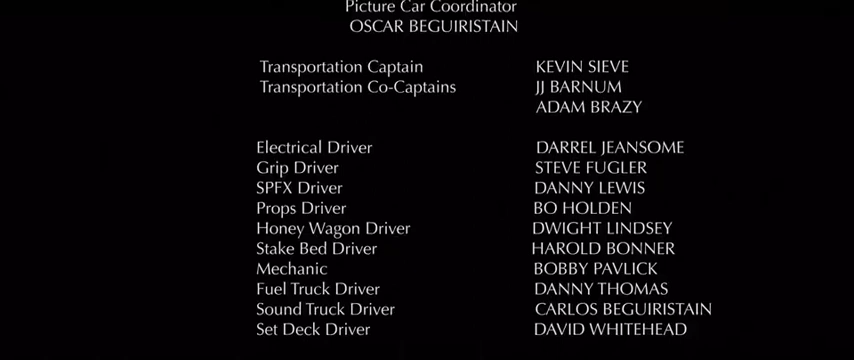 Picture Car Coordinator
OSCAR BEGUIRISTAIN
Transportation Captain KEVIN SIEVE
Transportation Co-Captains JJ BARNUM
ADAM BRAZY
Electrical Driver DARREL JEANSOME
Grip Driver STEVE FUGLER
SPFX Driver DANNY LEWIS
Props Driver BO HOLDEN
Honey Wagon Driver DWIGHT LINDSEY
Stake Bed Driver HAROLD BONNER
Mechanic BOBBY PAVLICK
Fuel Truck Driver DANNY THOMAS
Sound Truck Driver CARLOS BEGUIRISTAIN
Set Deck Driver DAVID WHITEHEAD